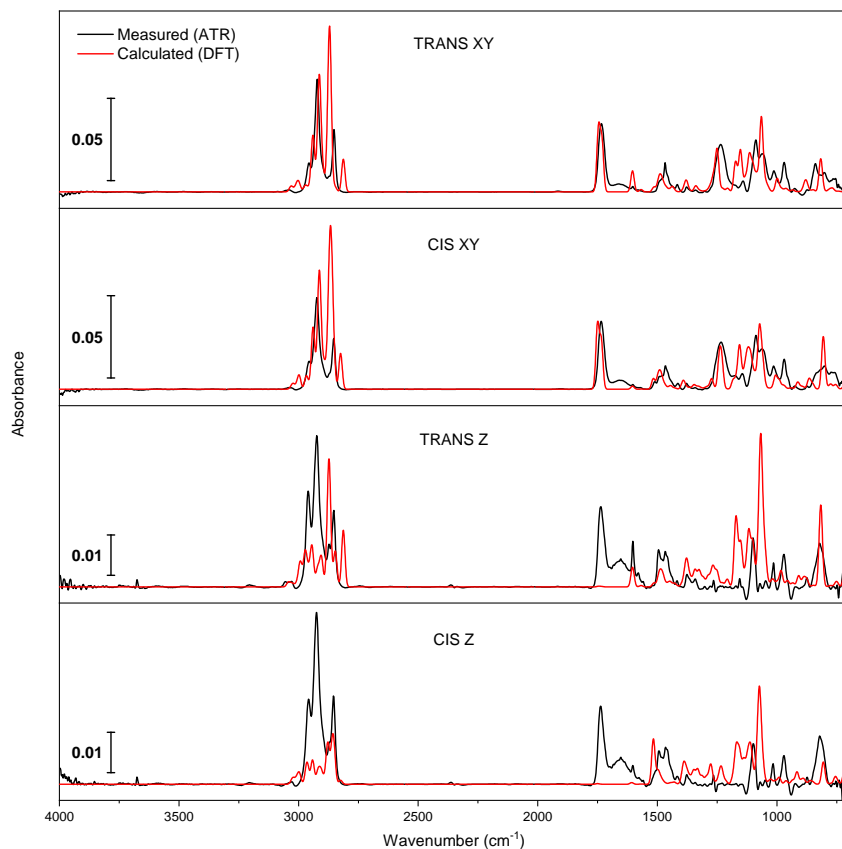 Measured (ATR)
Calculated (DFT)
TRANS XY
0.05
CIS XY
0.05
Absorbance
TRANS Z
0.01
CIS Z
0.01
4000 3500 3000 2500 2000 1500 1000
Wavenumber (cm⁻¹)